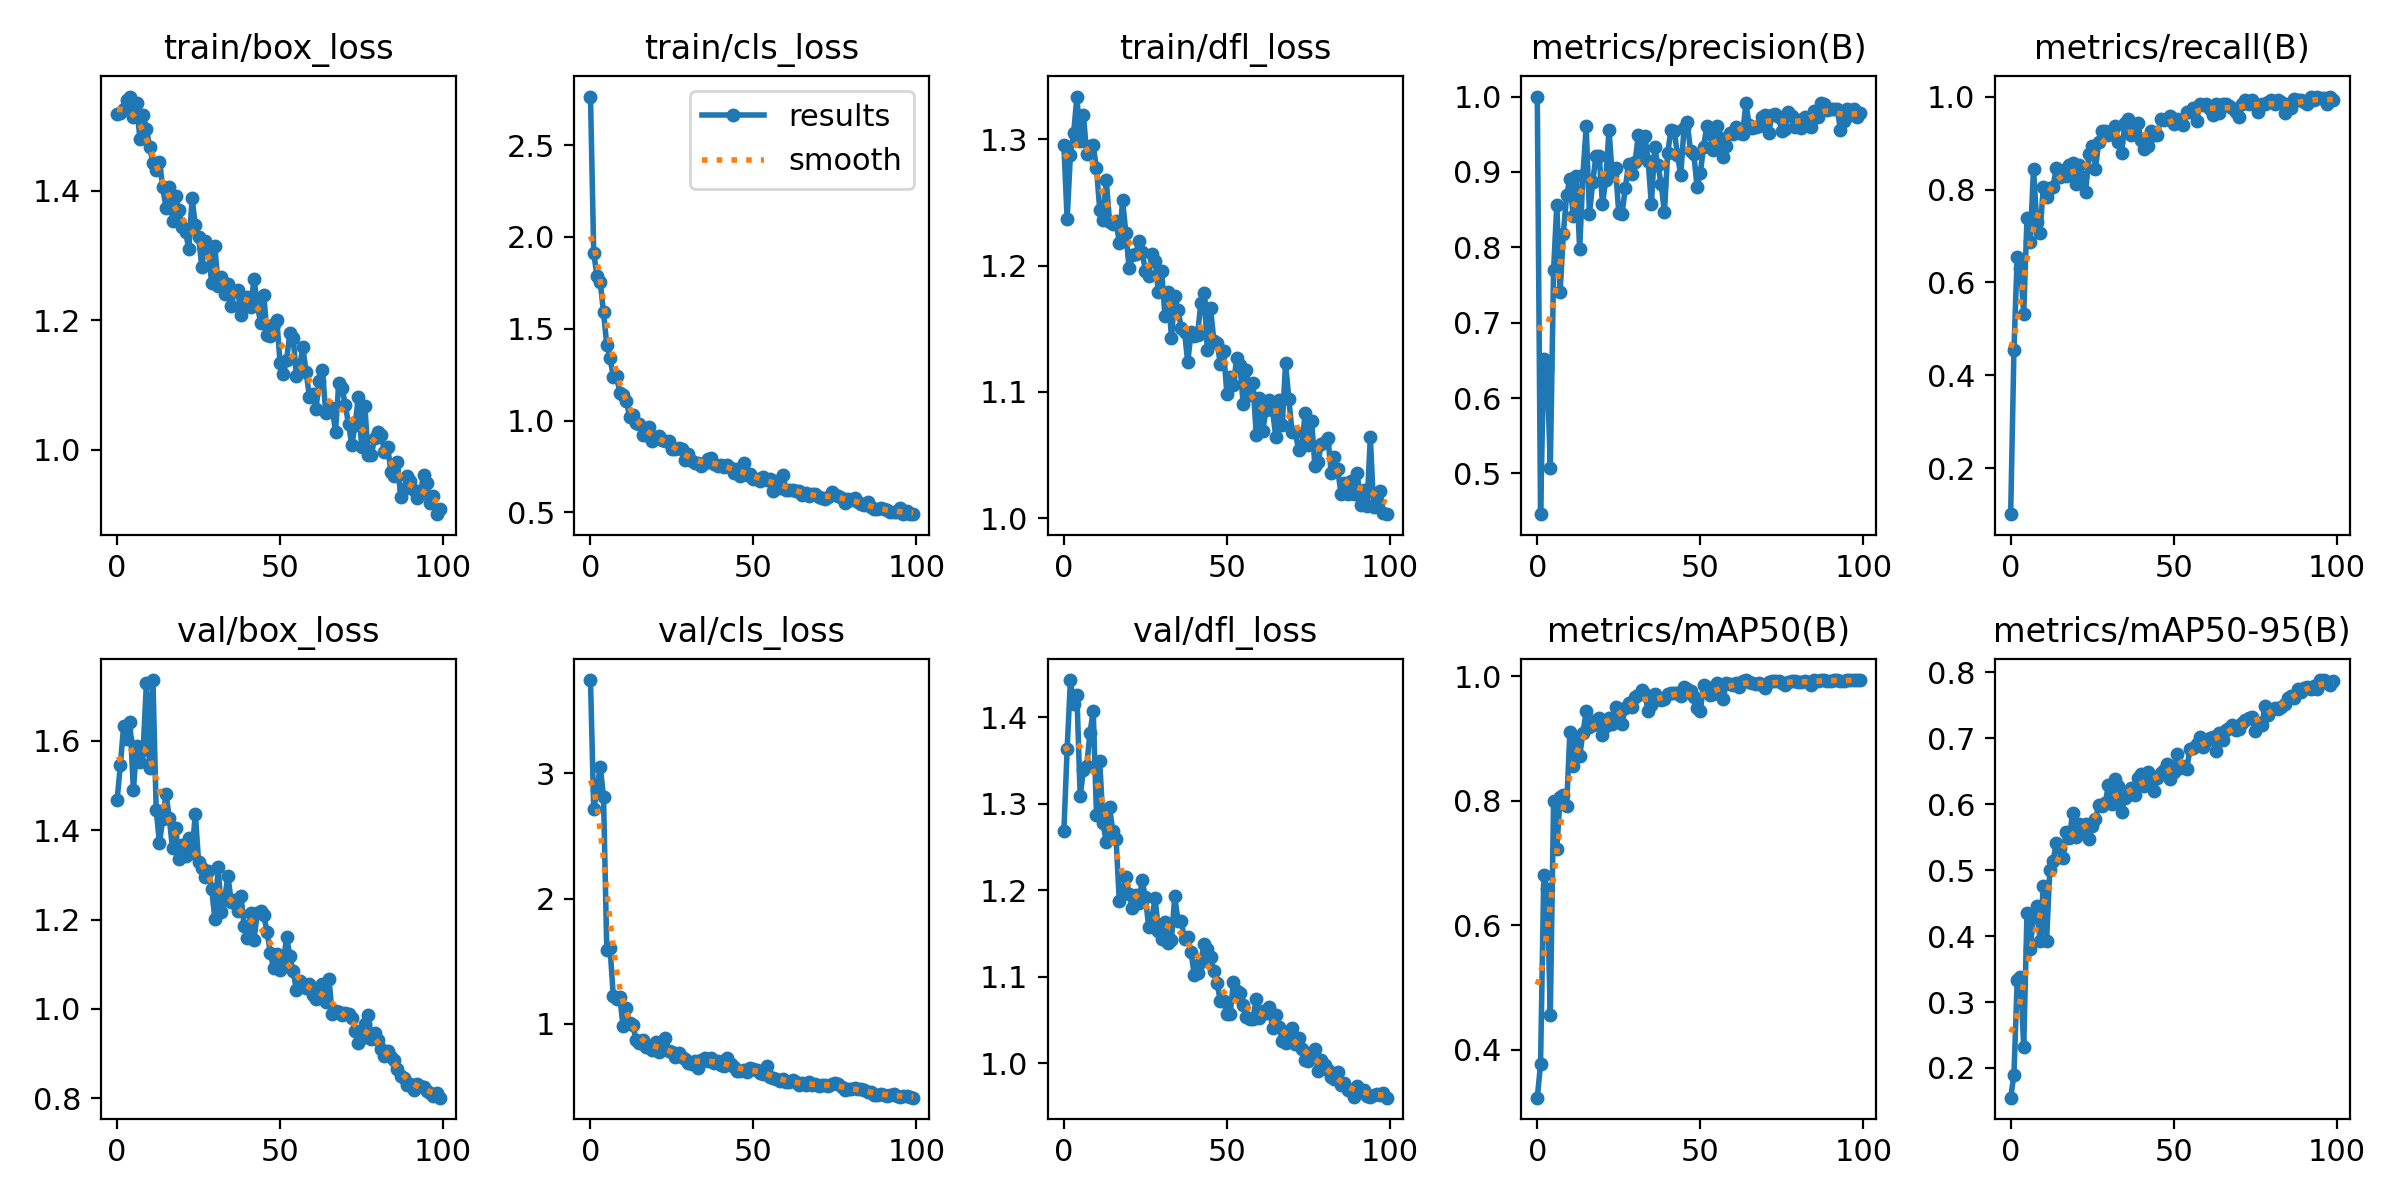 train/box_loss
train/cls_loss
train/dfl_loss
metrics/precision(B)
metrics/recall(B)
results
smooth
1.4
1.2
1.0
0 50 100
2.5
2.0
1.5
1.0
0.5
0 50 100
1.3
1.2
1.1
1.0
0 50 100
1.0
0.9
0.8
0.7
0.6
0.5
0 50 100
1.0
0.8
0.6
0.4
0.2
0 50 100
val/box_loss
val/cls_loss
val/dfl_loss
metrics/mAP50(B)
metrics/mAP50-95(B)
1.6
1.4
1.2
1.0
0.8
0 50 100
3
2
1
0 50 100
1.4
1.3
1.2
1.1
1.0
0 50 100
1.0
0.8
0.6
0.4
0 50 100
0.8
0.7
0.6
0.5
0.4
0.3
0.2
0 50 100